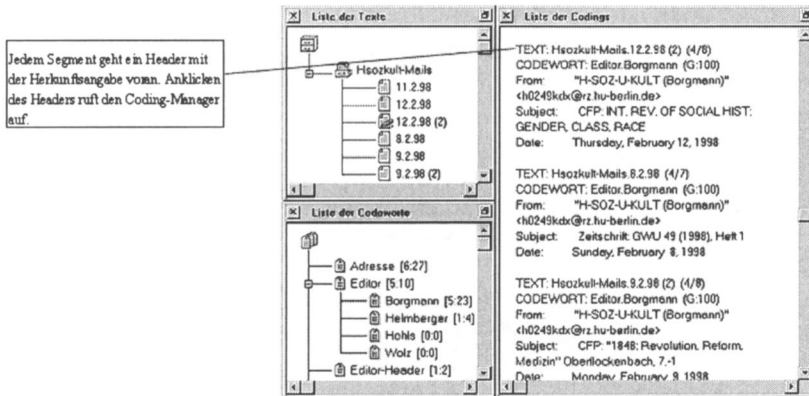 Jedem Segment geht ein Header mit
der Herkunftsangabe voran. Anklicken
des Headers ruft den Coding-Manager
auf.
Liste der Texte
Hsozkult-Mails
11.2.98
12.2.98
12.2.98 (2)
8.2.98
9.2.98
9.2.98 (2)
Liste der Codeworte
Adresse [6:27]
Editor [5:10]
Borgmann [5:23]
Helmberger [1:4]
Hohls [0:0]
Wolz [0:0]
Editor-Header [1:2]
Liste der Codings
TEXT: Hsozkult-Mails.12.2.98 (2) (4/8)
CODEWORT: Editor.Borgmann (G:100)
From: "H-SOZ-U-KULT (Borgmann)"
<h0249kdx@rz.hu-berlin.de>
Subject: CFP: INT. REV. OF SOCIAL HIST:
GENDER, CLASS, RACE
Date: Thursday, February 12, 1998
TEXT: Hsozkult-Mails.8.2.98 (4/7)
CODEWORT: Editor.Borgmann (G:100)
From: "H-SOZ-U-KULT (Borgmann)"
<h0249kdx@rz.hu-berlin.de>
Subject: Zeitschrift: GWU 49 (1998), Heft 1
Date: Sunday, February 8, 1998
TEXT: Hsozkult-Mails.9.2.98 (2) (4/8)
CODEWORT: Editor.Borgmann (G:100)
From: "H-SOZ-U-KULT (Borgmann)"
<h0249kdx@rz.hu-berlin.de>
Subject: CFP: "1848: Revolution, Reform,
Medizin" Oberflockenbach, 7.-1
Date: Monday, February 9, 1998